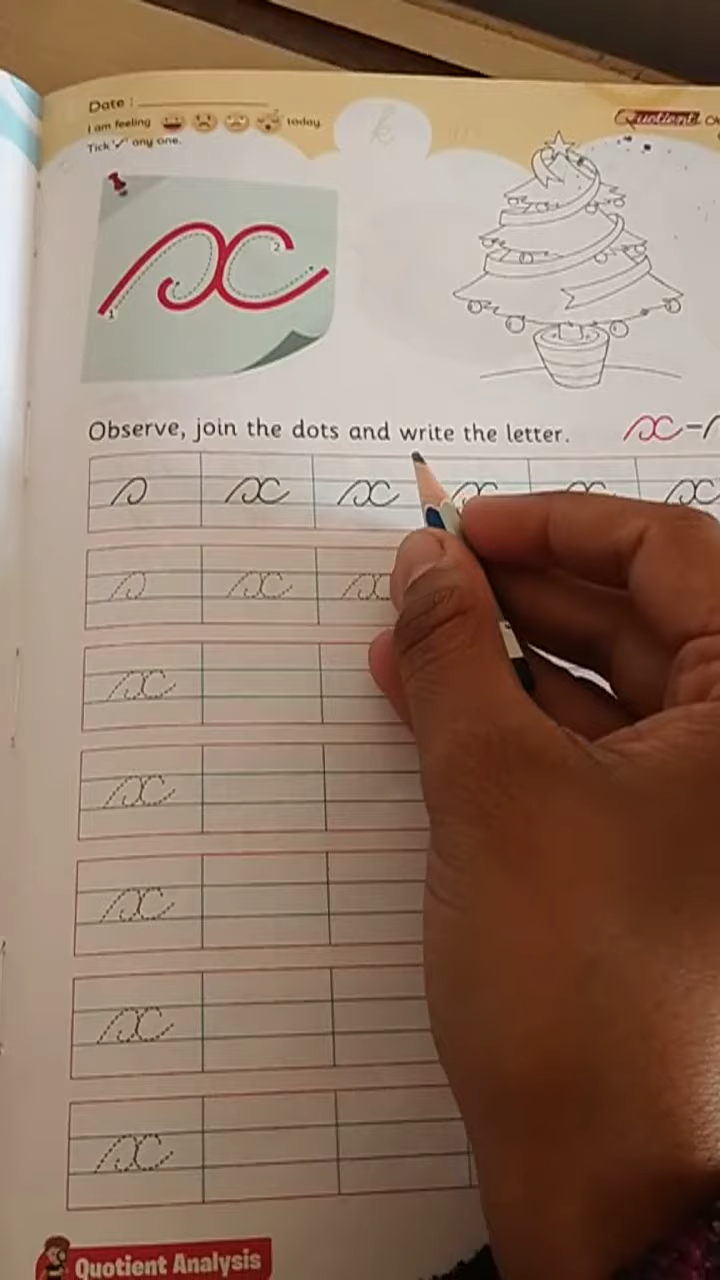 Date :
I am feeling today.
Tick '✓' any one.
Quotient
Observe, join the dots and write the letter.
x -
x x x x x
x x
x
x
x
x
x
Quotient Analysis